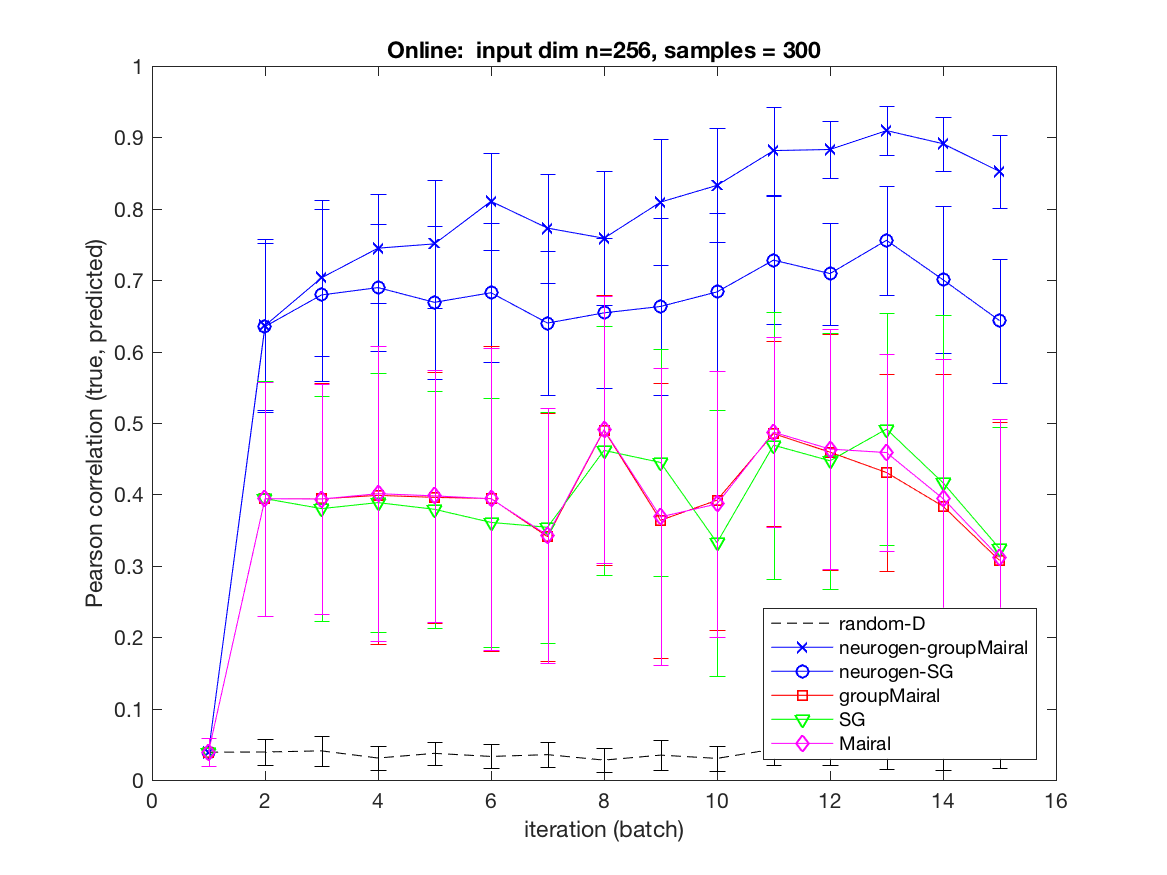 Online: input dim n=256, samples = 300
Pearson correlation (true, predicted)
1
0.9
0.8
0.7
0.6
0.5
0.4
0.3
0.2
0.1
0
random-D
neurogen-groupMairal
neurogen-SG
groupMairal
SG
Mairal
0 2 4 6 8 10 12 14 16
iteration (batch)